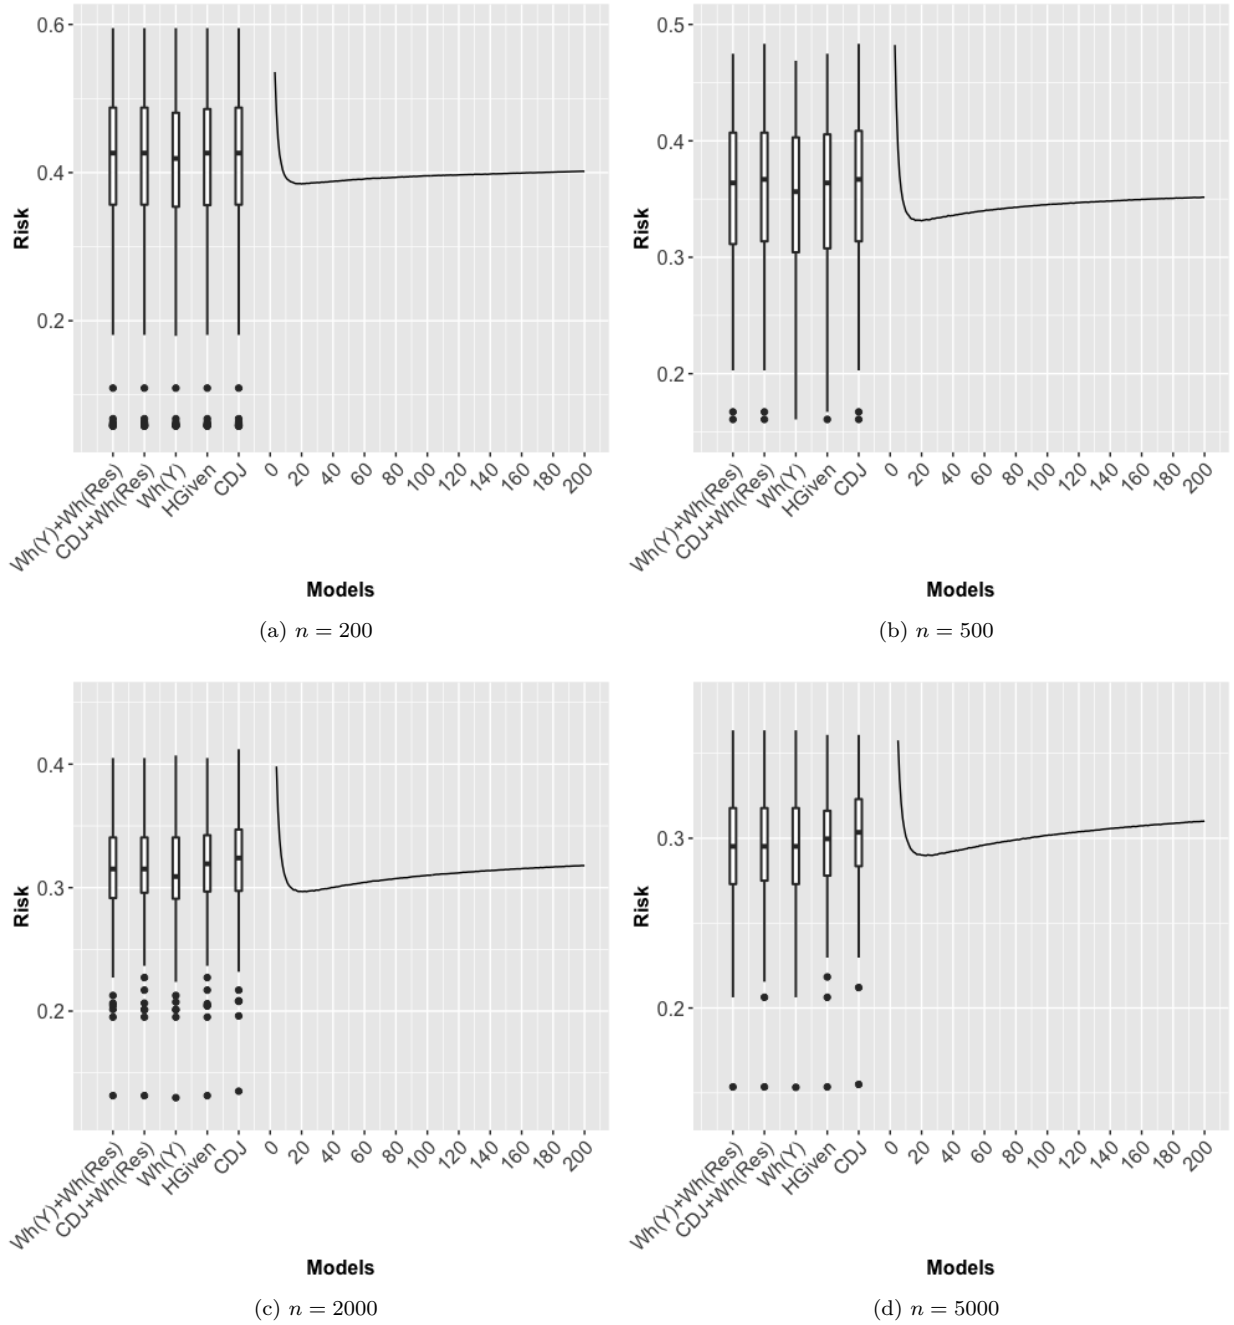 0.6
0.4
0.2
Risk
Wh(Y)+Wh(Res)
CDJ+Wh(Res)
Wh(Y)
HGiven
CDJ
0 20 40 60 80 100 120 140 160 180 200
Models
(a) n = 200
0.5
0.4
0.3
0.2
Risk
Wh(Y)+Wh(Res)
CDJ+Wh(Res)
Wh(Y)
HGiven
CDJ
0 20 40 60 80 100 120 140 160 180 200
Models
(b) n = 500
0.4
0.3
0.2
Risk
Wh(Y)+Wh(Res)
CDJ+Wh(Res)
Wh(Y)
HGiven
CDJ
0 20 40 60 80 100 120 140 160 180 200
Models
(c) n = 2000
0.3
0.2
Risk
Wh(Y)+Wh(Res)
CDJ+Wh(Res)
Wh(Y)
HGiven
CDJ
0 20 40 60 80 100 120 140 160 180 200
Models
(d) n = 5000